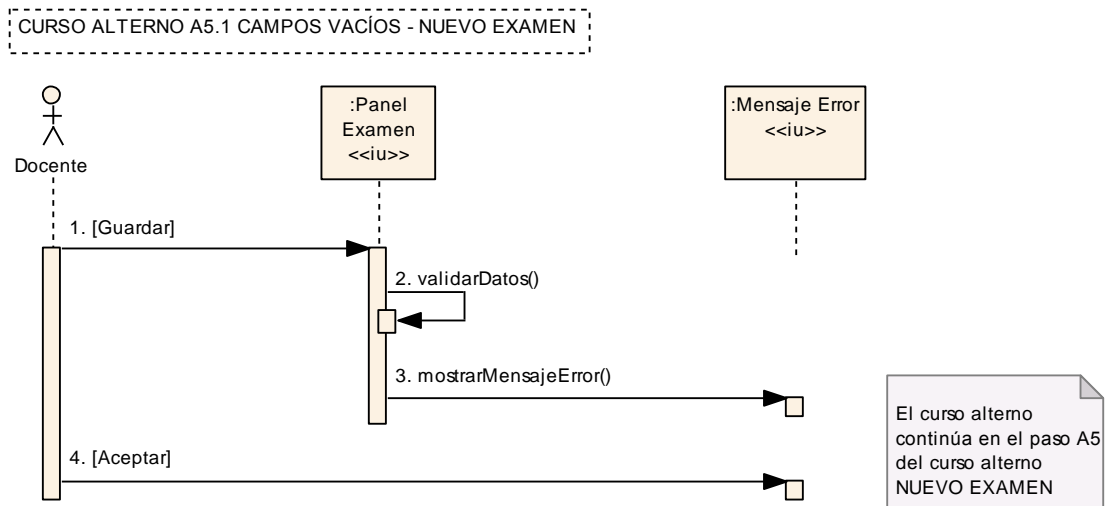 CURSO ALTERNO A5.1 CAMPOS VACÍOS - NUEVO EXAMEN
Docente
:Panel
Examen
<<iu>>
:Mensaje Error
<<iu>>
1. [Guardar]
2. validarDatos()
3. mostrarMensajeError()
4. [Aceptar]
El curso alterno
continúa en el paso A5
del curso alterno
NUEVO EXAMEN